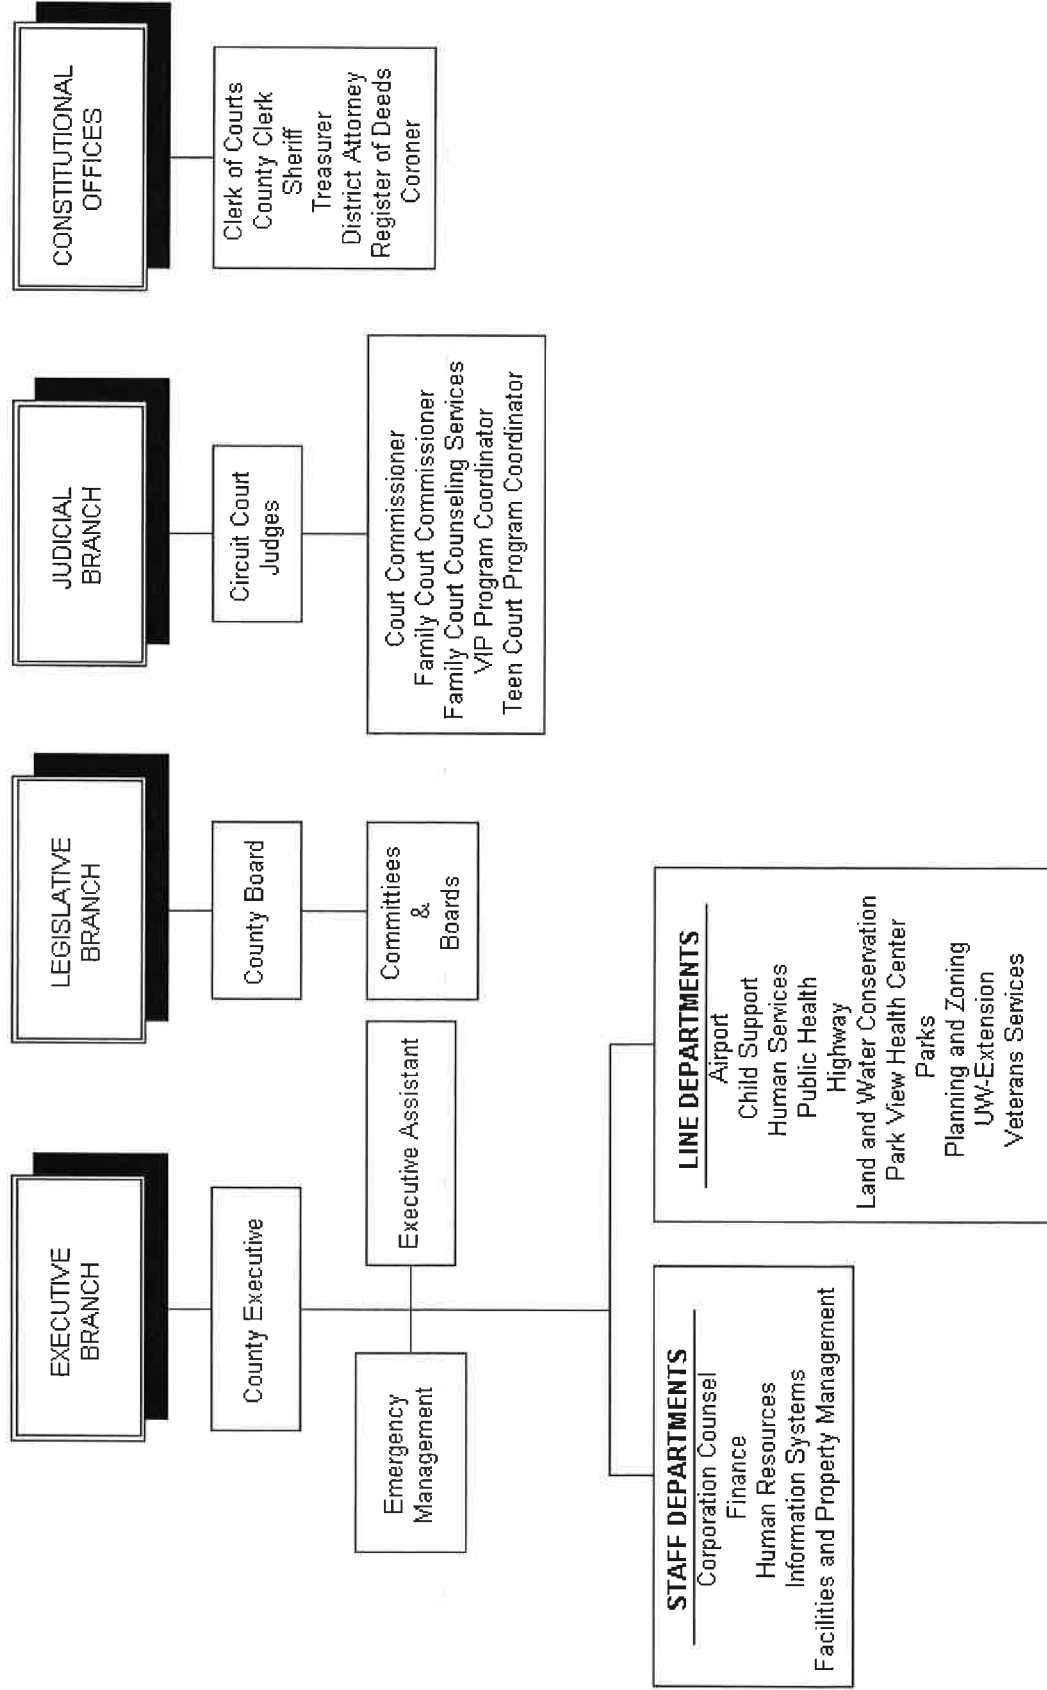 EXECUTIVE
BRANCH
County Executive
Emergency
Management
Executive Assistant
STAFF DEPARTMENTS
Corporation Counsel
Finance
Human Resources
Information Systems
Facilities and Property Management
LINE DEPARTMENTS
Airport
Child Support
Human Services
Public Health
Highway
Land and Water Conservation
Park View Health Center
Parks
Planning and Zoning
UW-Extension
Veterans Services
LEGISLATIVE
BRANCH
County Board
Committiees
&
Boards
JUDICIAL
BRANCH
Circuit Court
Judges
Court Commissioner
Family Court Commissioner
Family Court Counseling Services
VIP Program Coordinator
Teen Court Program Coordinator
CONSTITUTIONAL
OFFICES
Clerk of Courts
County Clerk
Sheriff
Treasurer
District Attorney
Register of Deeds
Coroner